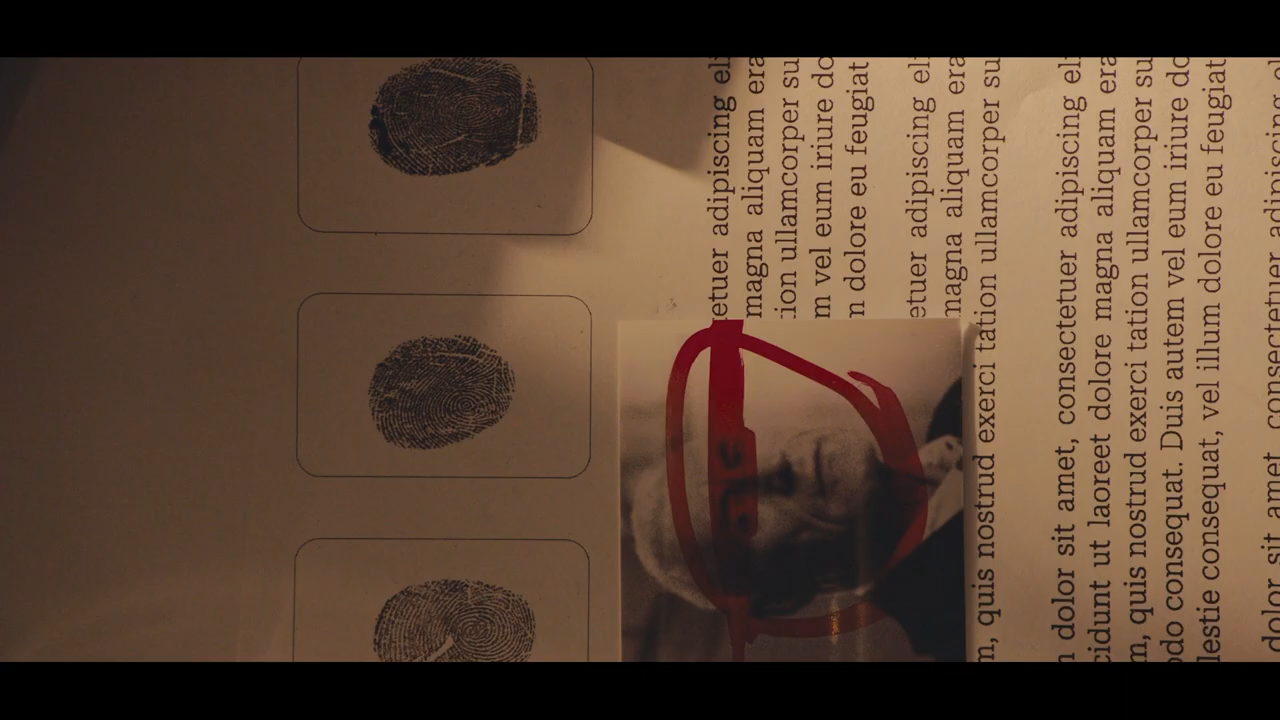 etuer adipiscing eli
magna aliquam era
tion ullamcorper su
m vel eum iriure do
n dolore eu feugiat
etuer adipiscing eli
magna aliquam era
m, quis nostrud exerci tation ullamcorper su
n dolor sit amet, consectetuer adipiscing eli
cidunt ut laoreet dolore magna aliquam era
m, quis nostrud exerci tation ullamcorper su
odo consequat. Duis autem vel eum iriure do
lestie consequat, vel illum dolore eu feugiat
dolor sit amet, consectetuer adipiscing el